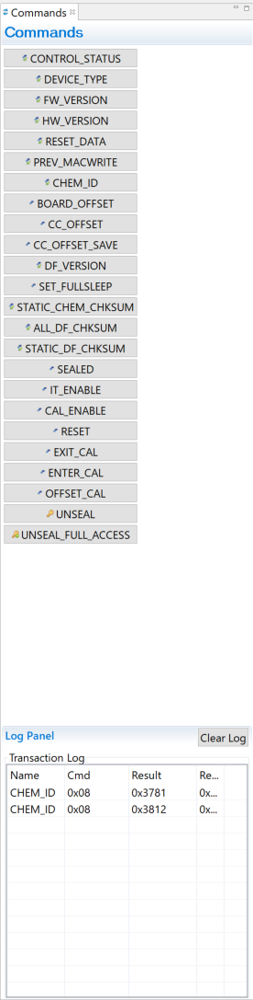 Commands
Commands
CONTROL_STATUS
DEVICE_TYPE
FW_VERSION
HW_VERSION
RESET_DATA
PREV_MACWRITE
CHEM_ID
BOARD_OFFSET
CC_OFFSET
CC_OFFSET_SAVE
DF_VERSION
SET_FULLSLEEP
STATIC_CHEM_CHKSUM
ALL_DF_CHKSUM
STATIC_DF_CHKSUM
SEALED
IT_ENABLE
CAL_ENABLE
RESET
EXIT_CAL
ENTER_CAL
OFFSET_CAL
UNSEAL
UNSEAL_FULL_ACCESS
Log Panel Clear Log
Transaction Log
Name Cmd Result Re...
CHEM_ID 0x08 0x3781 0x...
CHEM_ID 0x08 0x3812 0x...